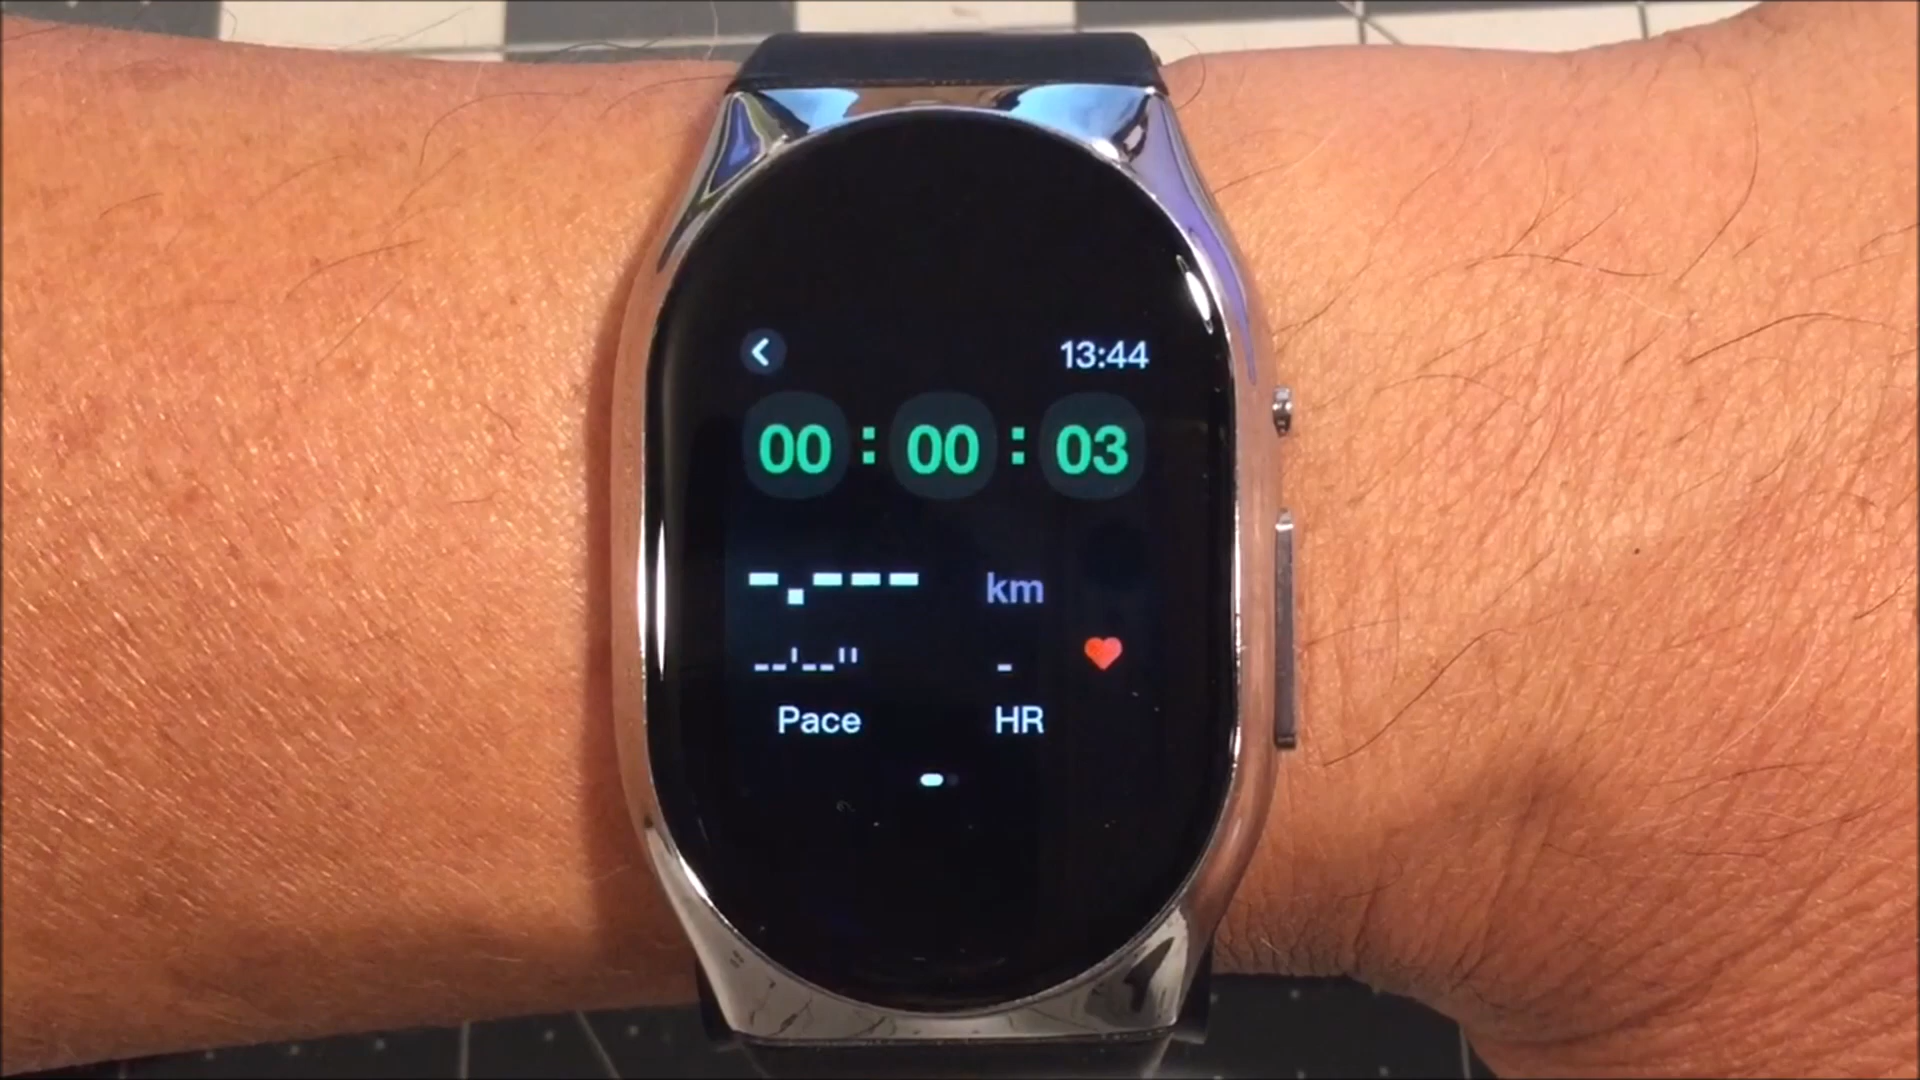 13:44
00 : 00 : 03
-.--- km
--'--'' -
Pace HR